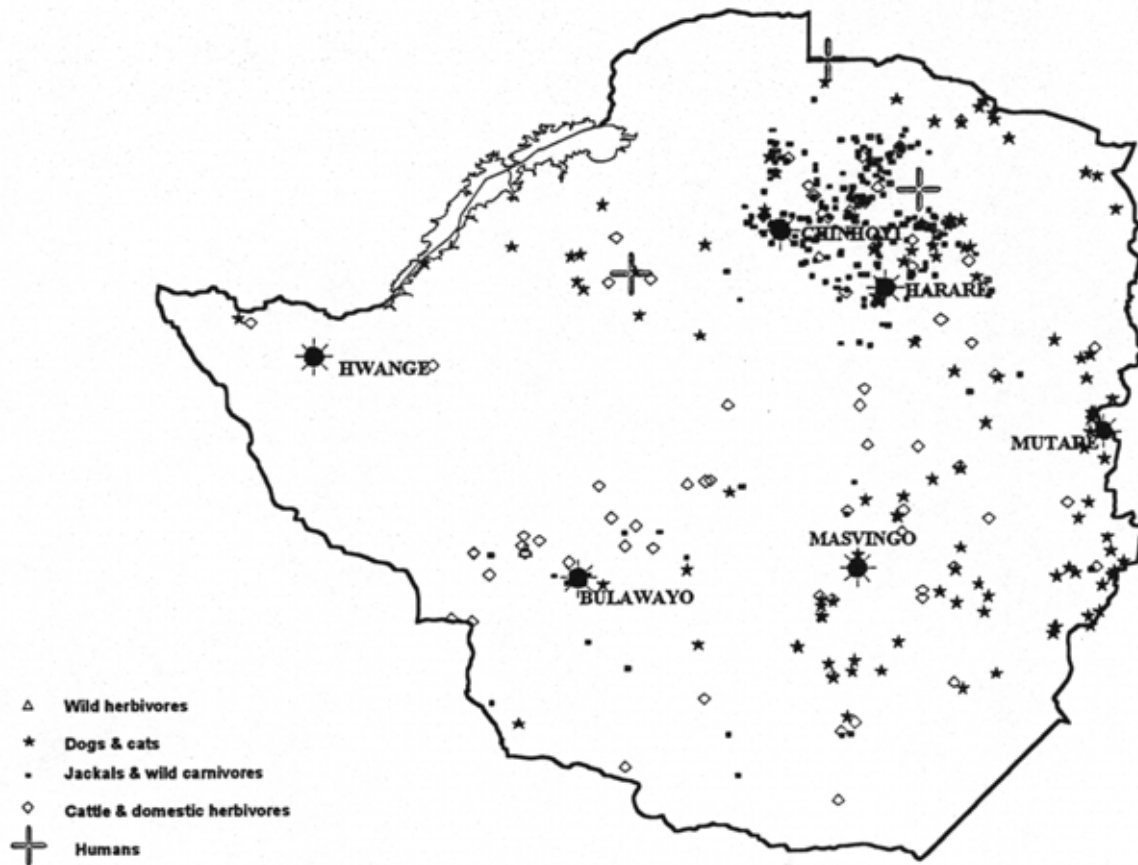 CHINHOYI
HARARE
HWANGE
MUTARE
MASVINGO
BULAWAYO
Wild herbivores
Dogs & cats
Jackals & wild carnivores
Cattle & domestic herbivores
Humans